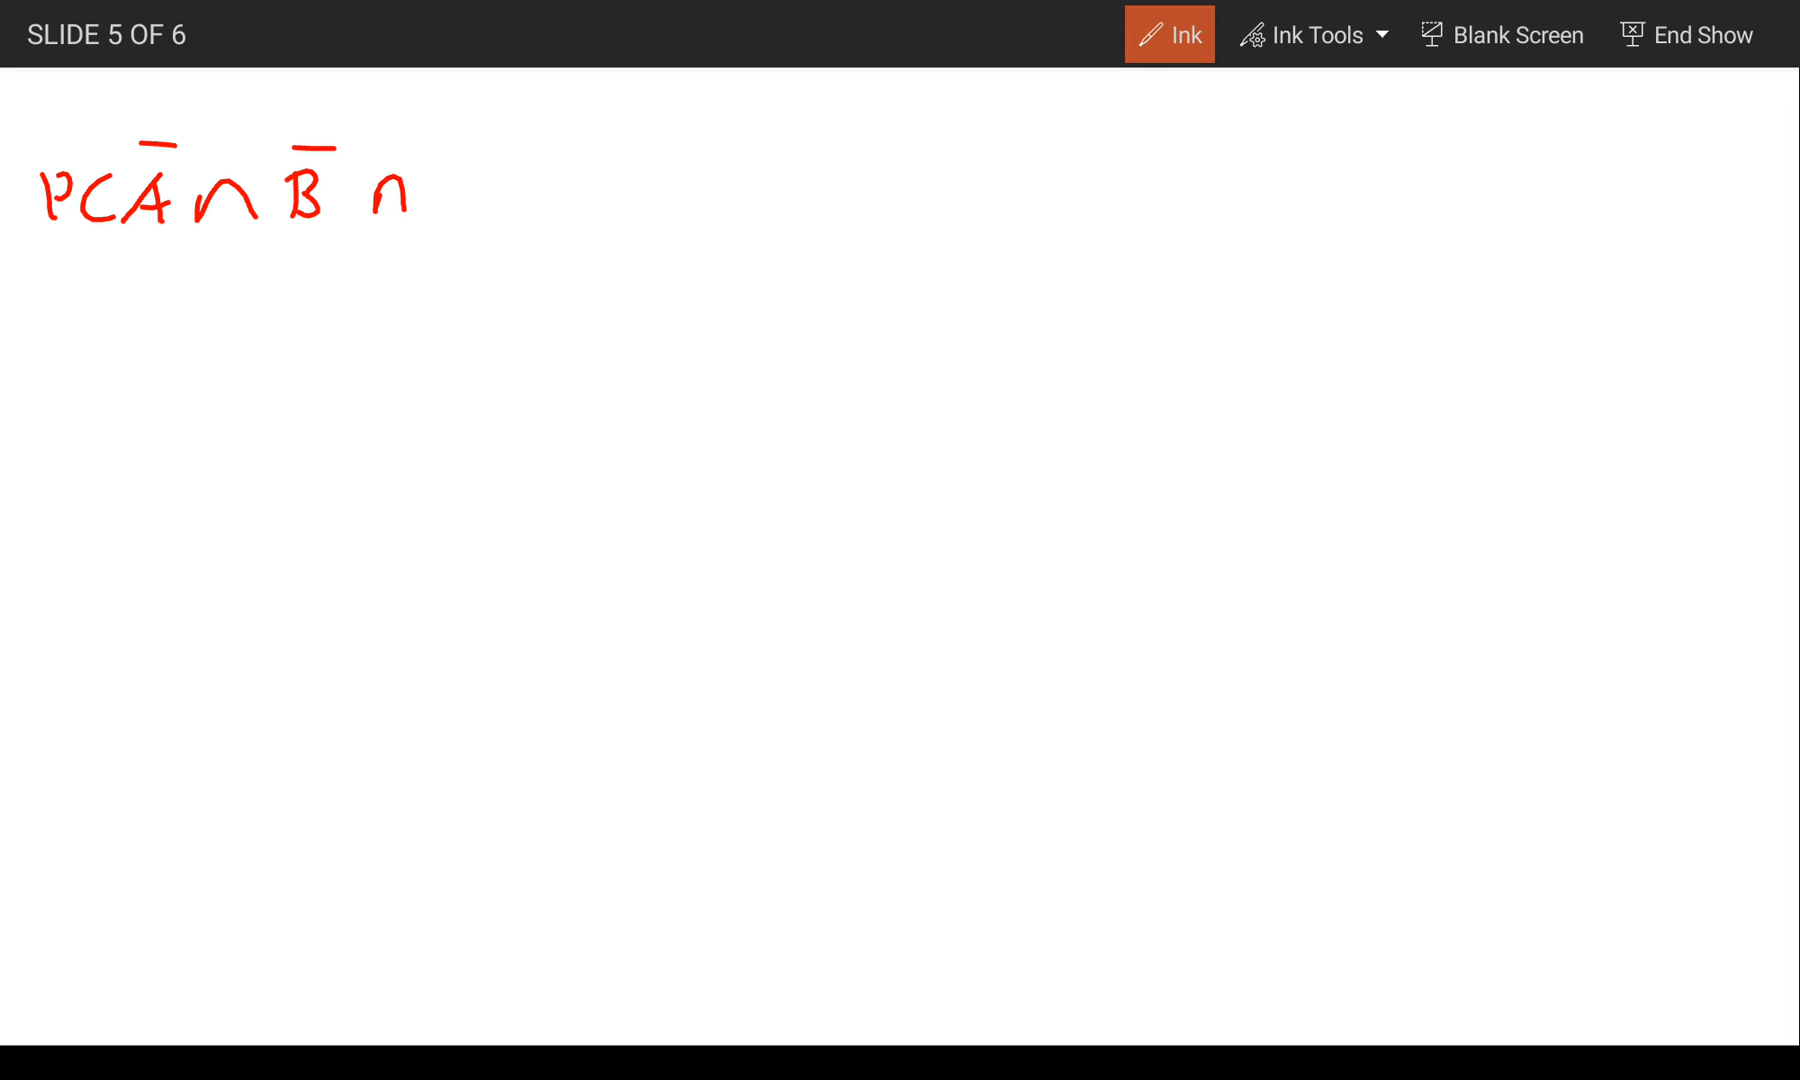 SLIDE 5 OF 6 Ink Ink Tools Blank Screen End Show
P(A̅ ∩ B̅ ∩